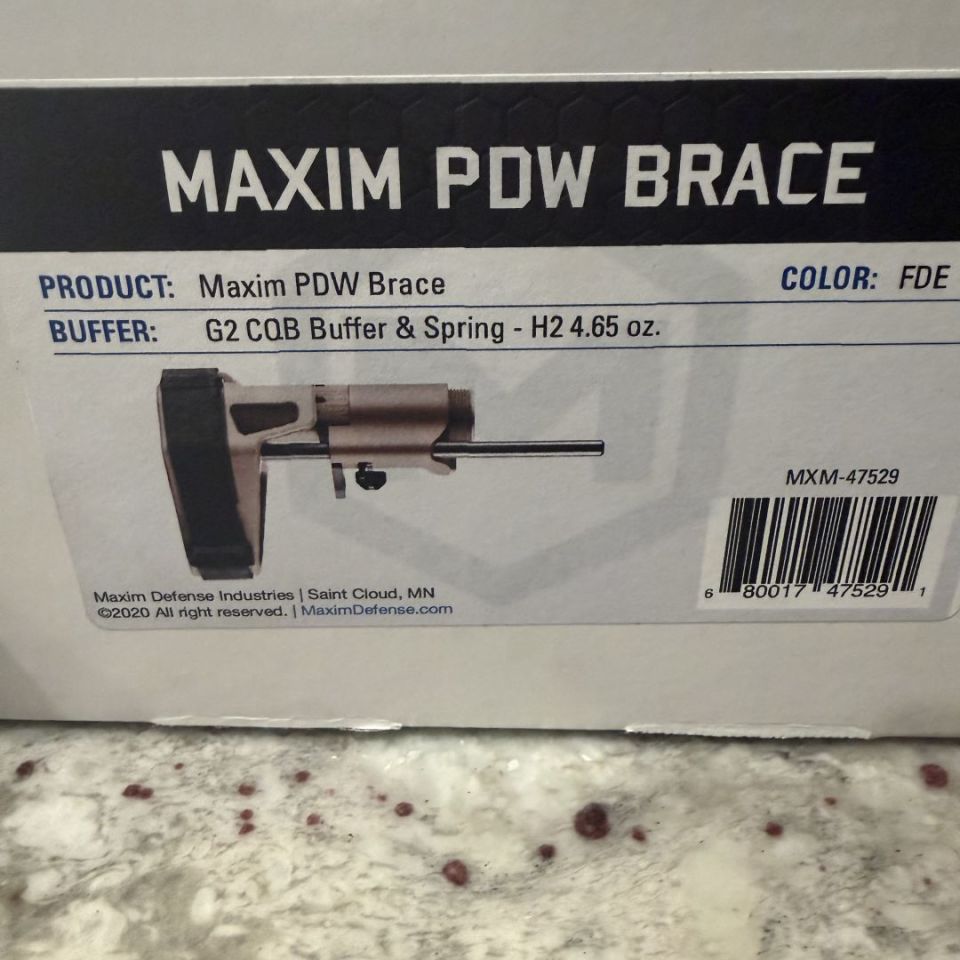 MAXIM PDW BRACE
PRODUCT: Maxim PDW Brace COLOR: FDE
BUFFER: G2 CQB Buffer & Spring - H2 4.65 oz.
MXM-47529
6 80017 47529 1
Maxim Defense Industries | Saint Cloud, MN
©2020 All right reserved. | MaximDefense.com